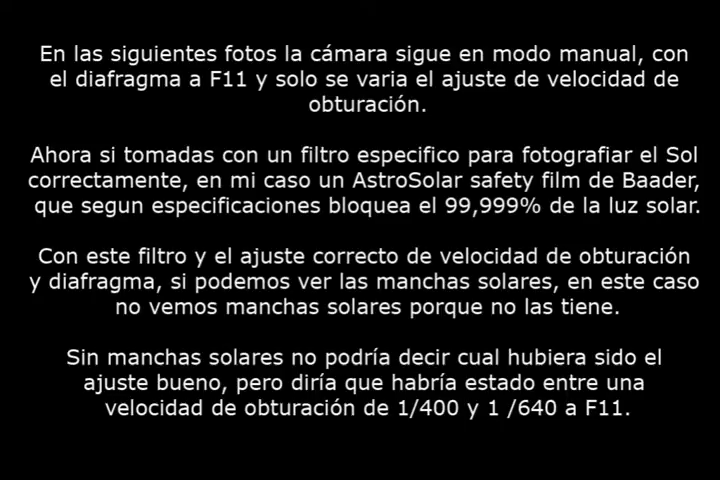 En las siguientes fotos la cámara sigue en modo manual, con
el diafragma a F11 y solo se varia el ajuste de velocidad de
obturación.
Ahora si tomadas con un filtro especifico para fotografiar el Sol
correctamente, en mi caso un AstroSolar safety film de Baader,
que segun especificaciones bloquea el 99,999% de la luz solar.
Con este filtro y el ajuste correcto de velocidad de obturación
y diafragma, si podemos ver las manchas solares, en este caso
no vemos manchas solares porque no las tiene.
Sin manchas solares no podría decir cual hubiera sido el
ajuste bueno, pero diría que habría estado entre una
velocidad de obturación de 1/400 y 1 /640 a F11.